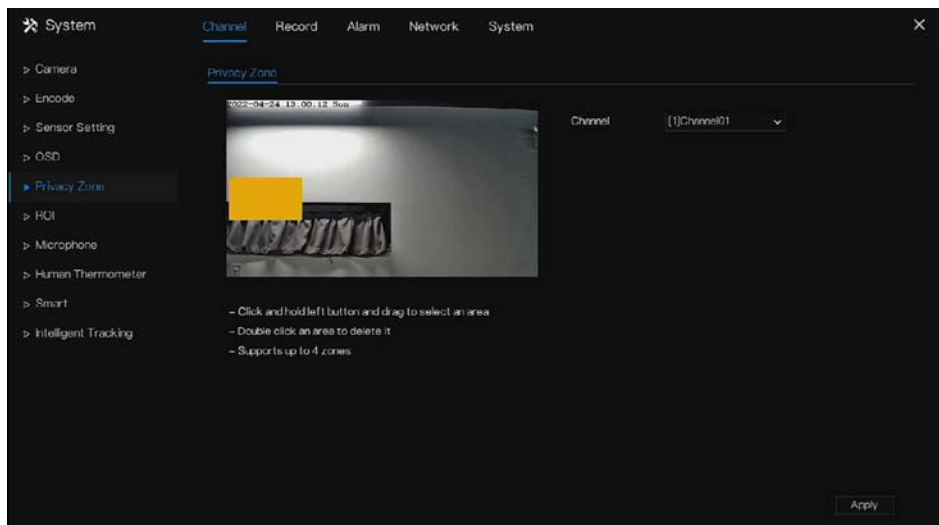 System
Channel Record Alarm Network System
Camera
Encode
Sensor Setting
OSD
Privacy Zone
ROI
Microphone
Human Thermometer
Smart
Intelligent Tracking
Privacy Zone
2022-04-24 13:00:12 Sun
Channel [1]Channel01
– Click and hold left button and drag to select an area
– Double click an area to delete it
– Supports up to 4 zones
Apply